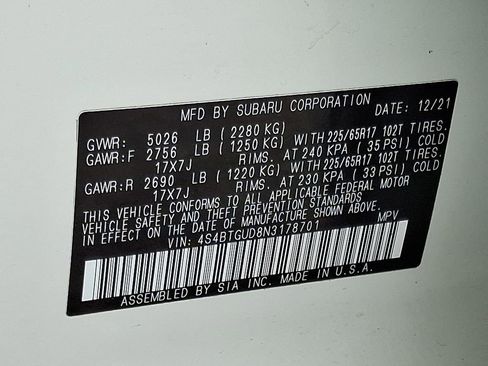 MFD BY SUBARU CORPORATION DATE: 12/21
GVWR: 5026 LB (2280 KG)
GAWR:F 2756 LB (1250 KG) WITH 225/65R17 102T TIRES.
17X7J RIMS. AT 240 KPA (35 PSI) COLD
GAWR:R 2690 LB (1220 KG) WITH 225/65R17 102T TIRES.
17X7J RIMS. AT 230 KPA (33 PSI) COLD
THIS VEHICLE CONFORMS TO ALL APPLICABLE FEDERAL MOTOR
VEHICLE SAFETY AND BUMPER STANDARDS
IN EFFECT ON THE DATE OF MANUFACTURE SHOWN ABOVE.
VIN: 4S4BTGUD8N3178701 MPV
ASSEMBLED BY SIA INC. MADE IN U.S.A.